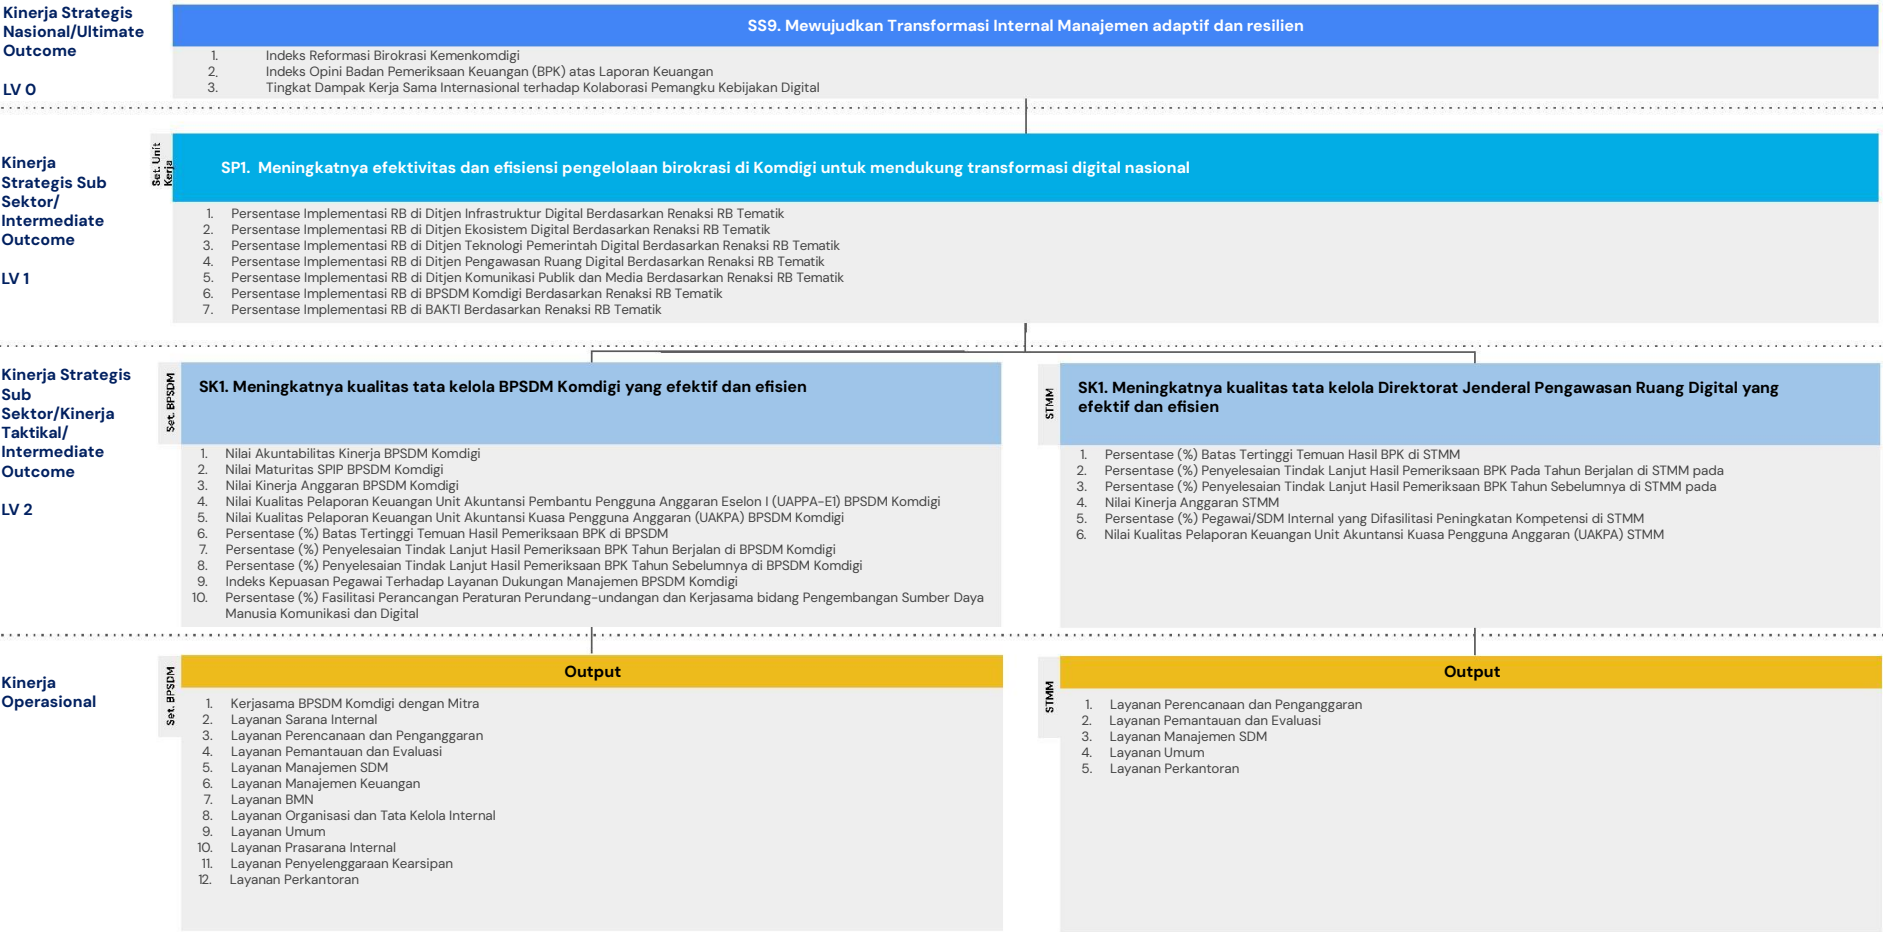 Kinerja Strategis
Nasional/Ultimate
Outcome
LV 0
SS9. Mewujudkan Transformasi Internal Manajemen adaptif dan resilien
1. Indeks Reformasi Birokrasi Kemenkomdigi
2. Indeks Opini Badan Pemeriksaan Keuangan (BPK) atas Laporan Keuangan
3. Tingkat Dampak Kerja Sama Internasional terhadap Kolaborasi Pemangku Kebijakan Digital
Kinerja
Strategis Sub
Sektor/
Intermediate
Outcome
LV 1
Set. Unit
Kerja
SP1. Meningkatnya efektivitas dan efisiensi pengelolaan birokrasi di Komdigi untuk mendukung transformasi digital nasional
1. Persentase Implementasi RB di Ditjen Infrastruktur Digital Berdasarkan Renaksi RB Tematik
2. Persentase Implementasi RB di Ditjen Ekosistem Digital Berdasarkan Renaksi RB Tematik
3. Persentase Implementasi RB di Ditjen Teknologi Pemerintah Digital Berdasarkan Renaksi RB Tematik
4. Persentase Implementasi RB di Ditjen Pengawasan Ruang Digital Berdasarkan Renaksi RB Tematik
5. Persentase Implementasi RB di Ditjen Komunikasi Publik dan Media Berdasarkan Renaksi RB Tematik
6. Persentase Implementasi RB di BPSDM Komdigi Berdasarkan Renaksi RB Tematik
7. Persentase Implementasi RB di BAKTI Berdasarkan Renaksi RB Tematik
Kinerja Strategis
Sub
Sektor/Kinerja
Taktikal/
Intermediate
Outcome
LV 2
Set. BPSDM
SK1. Meningkatnya kualitas tata kelola BPSDM Komdigi yang efektif dan efisien
1. Nilai Akuntabilitas Kinerja BPSDM Komdigi
2. Nilai Maturitas SPIP BPSDM Komdigi
3. Nilai Kinerja Anggaran BPSDM Komdigi
4. Nilai Kualitas Pelaporan Keuangan Unit Akuntansi Pembantu Pengguna Anggaran Eselon I (UAPPA-E1) BPSDM Komdigi
5. Nilai Kualitas Pelaporan Keuangan Unit Akuntansi Kuasa Pengguna Anggaran (UAKPA) BPSDM Komdigi
6. Persentase (%) Batas Tertinggi Temuan Hasil Pemeriksaan BPK di BPSDM
7. Persentase (%) Penyelesaian Tindak Lanjut Hasil Pemeriksaan BPK Tahun Berjalan di BPSDM Komdigi
8. Persentase (%) Penyelesaian Tindak Lanjut Hasil Pemeriksaan BPK Tahun Sebelumnya di BPSDM Komdigi
9. Indeks Kepuasan Pegawai Terhadap Layanan Dukungan Manajemen BPSDM Komdigi
10. Persentase (%) Fasilitasi Perancangan Peraturan Perundang-undangan dan Kerjasama bidang Pengembangan Sumber Daya
Manusia Komunikasi dan Digital
STMM
SK1. Meningkatnya kualitas tata kelola Direktorat Jenderal Pengawasan Ruang Digital yang
efektif dan efisien
1. Persentase (%) Batas Tertinggi Temuan Hasil BPK di STMM
2. Persentase (%) Penyelesaian Tindak Lanjut Hasil Pemeriksaan BPK Pada Tahun Berjalan di STMM pada
3. Persentase (%) Penyelesaian Tindak Lanjut Hasil Pemeriksaan BPK Tahun Sebelumnya di STMM pada
4. Nilai Kinerja Anggaran STMM
5. Persentase (%) Pegawai/SDM Internal yang Difasilitasi Peningkatan Kompetensi di STMM
6. Nilai Kualitas Pelaporan Keuangan Unit Akuntansi Kuasa Pengguna Anggaran (UAKPA) STMM
Kinerja
Operasional
Set. BPSDM
Output
1. Kerjasama BPSDM Komdigi dengan Mitra
2. Layanan Sarana Internal
3. Layanan Perencanaan dan Penganggaran
4. Layanan Pemantauan dan Evaluasi
5. Layanan Manajemen SDM
6. Layanan Manajemen Keuangan
7. Layanan BMN
8. Layanan Organisasi dan Tata Kelola Internal
9. Layanan Umum
10. Layanan Prasarana Internal
11. Layanan Penyelenggaraan Kearsipan
12. Layanan Perkantoran
STMM
Output
1. Layanan Perencanaan dan Penganggaran
2. Layanan Pemantauan dan Evaluasi
3. Layanan Manajemen SDM
4. Layanan Umum
5. Layanan Perkantoran